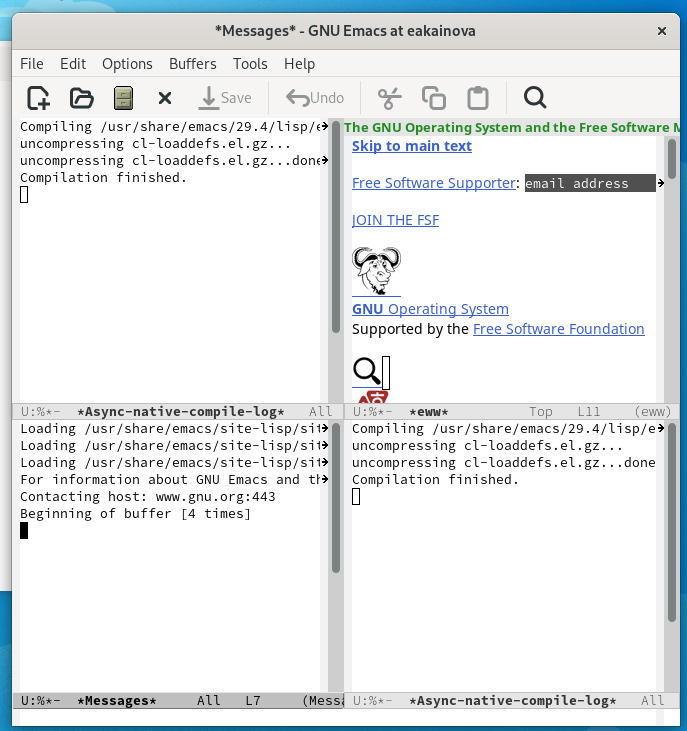 *Messages* - GNU Emacs at eakainova
File Edit Options Buffers Tools Help
Save Undo
Compiling /usr/share/emacs/29.4/lisp/e
uncompressing cl-loaddefs.el.gz...
uncompressing cl-loaddefs.el.gz...done
Compilation finished.
U:%*- *Async-native-compile-log* All
The GNU Operating System and the Free Software M
Skip to main text
Free Software Supporter: email address
JOIN THE FSF
GNU Operating System
Supported by the Free Software Foundation
U:%*- *eww* Top L11 (eww)
Loading /usr/share/emacs/site-lisp/sit
Loading /usr/share/emacs/site-lisp/sit
Loading /usr/share/emacs/site-lisp/sit
For information about GNU Emacs and th
Contacting host: www.gnu.org:443
Beginning of buffer [4 times]
U:%*- *Messages* All L7 (Messa
Compiling /usr/share/emacs/29.4/lisp/e
uncompressing cl-loaddefs.el.gz...
uncompressing cl-loaddefs.el.gz...done
Compilation finished.
U:%*- *Async-native-compile-log* All